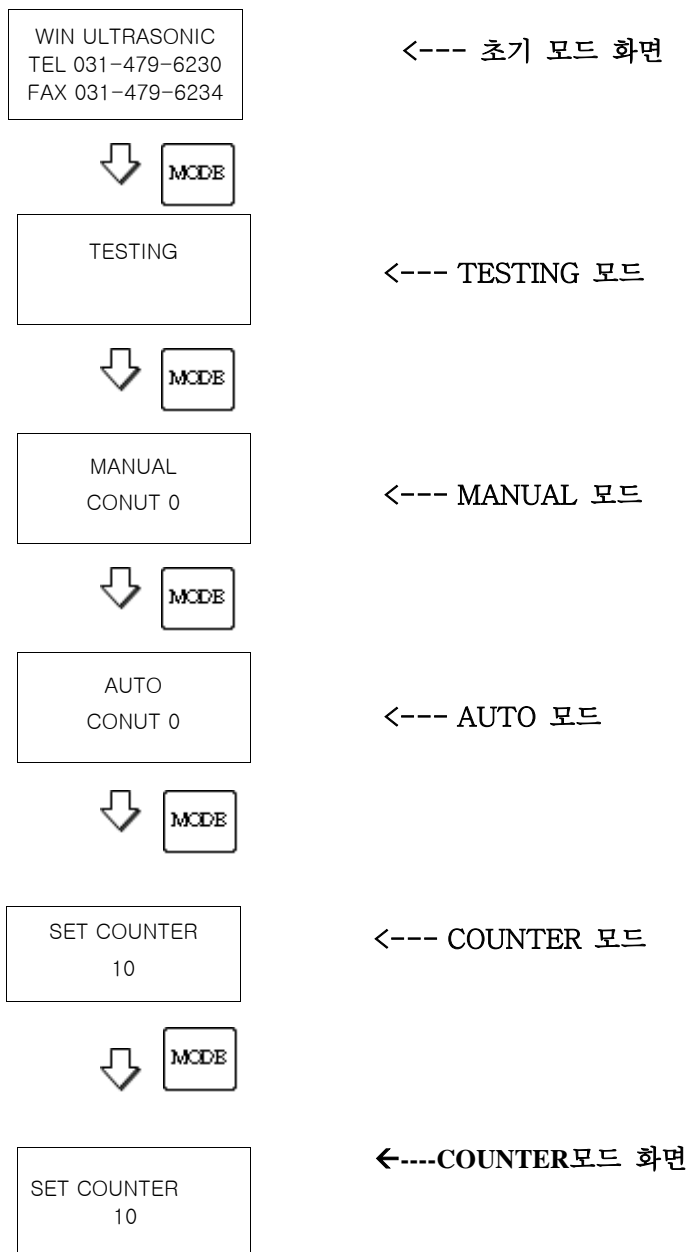 WIN ULTRASONIC
TEL 031-479-6230
FAX 031-479-6234
<--- 초기 모드 화면
MODE
TESTING
<--- TESTING 모드
MODE
MANUAL
CONUT 0
<--- MANUAL 모드
MODE
AUTO
CONUT 0
<--- AUTO 모드
MODE
SET COUNTER
10
<--- COUNTER 모드
MODE
←----COUNTER모드 화면
SET COUNTER
10